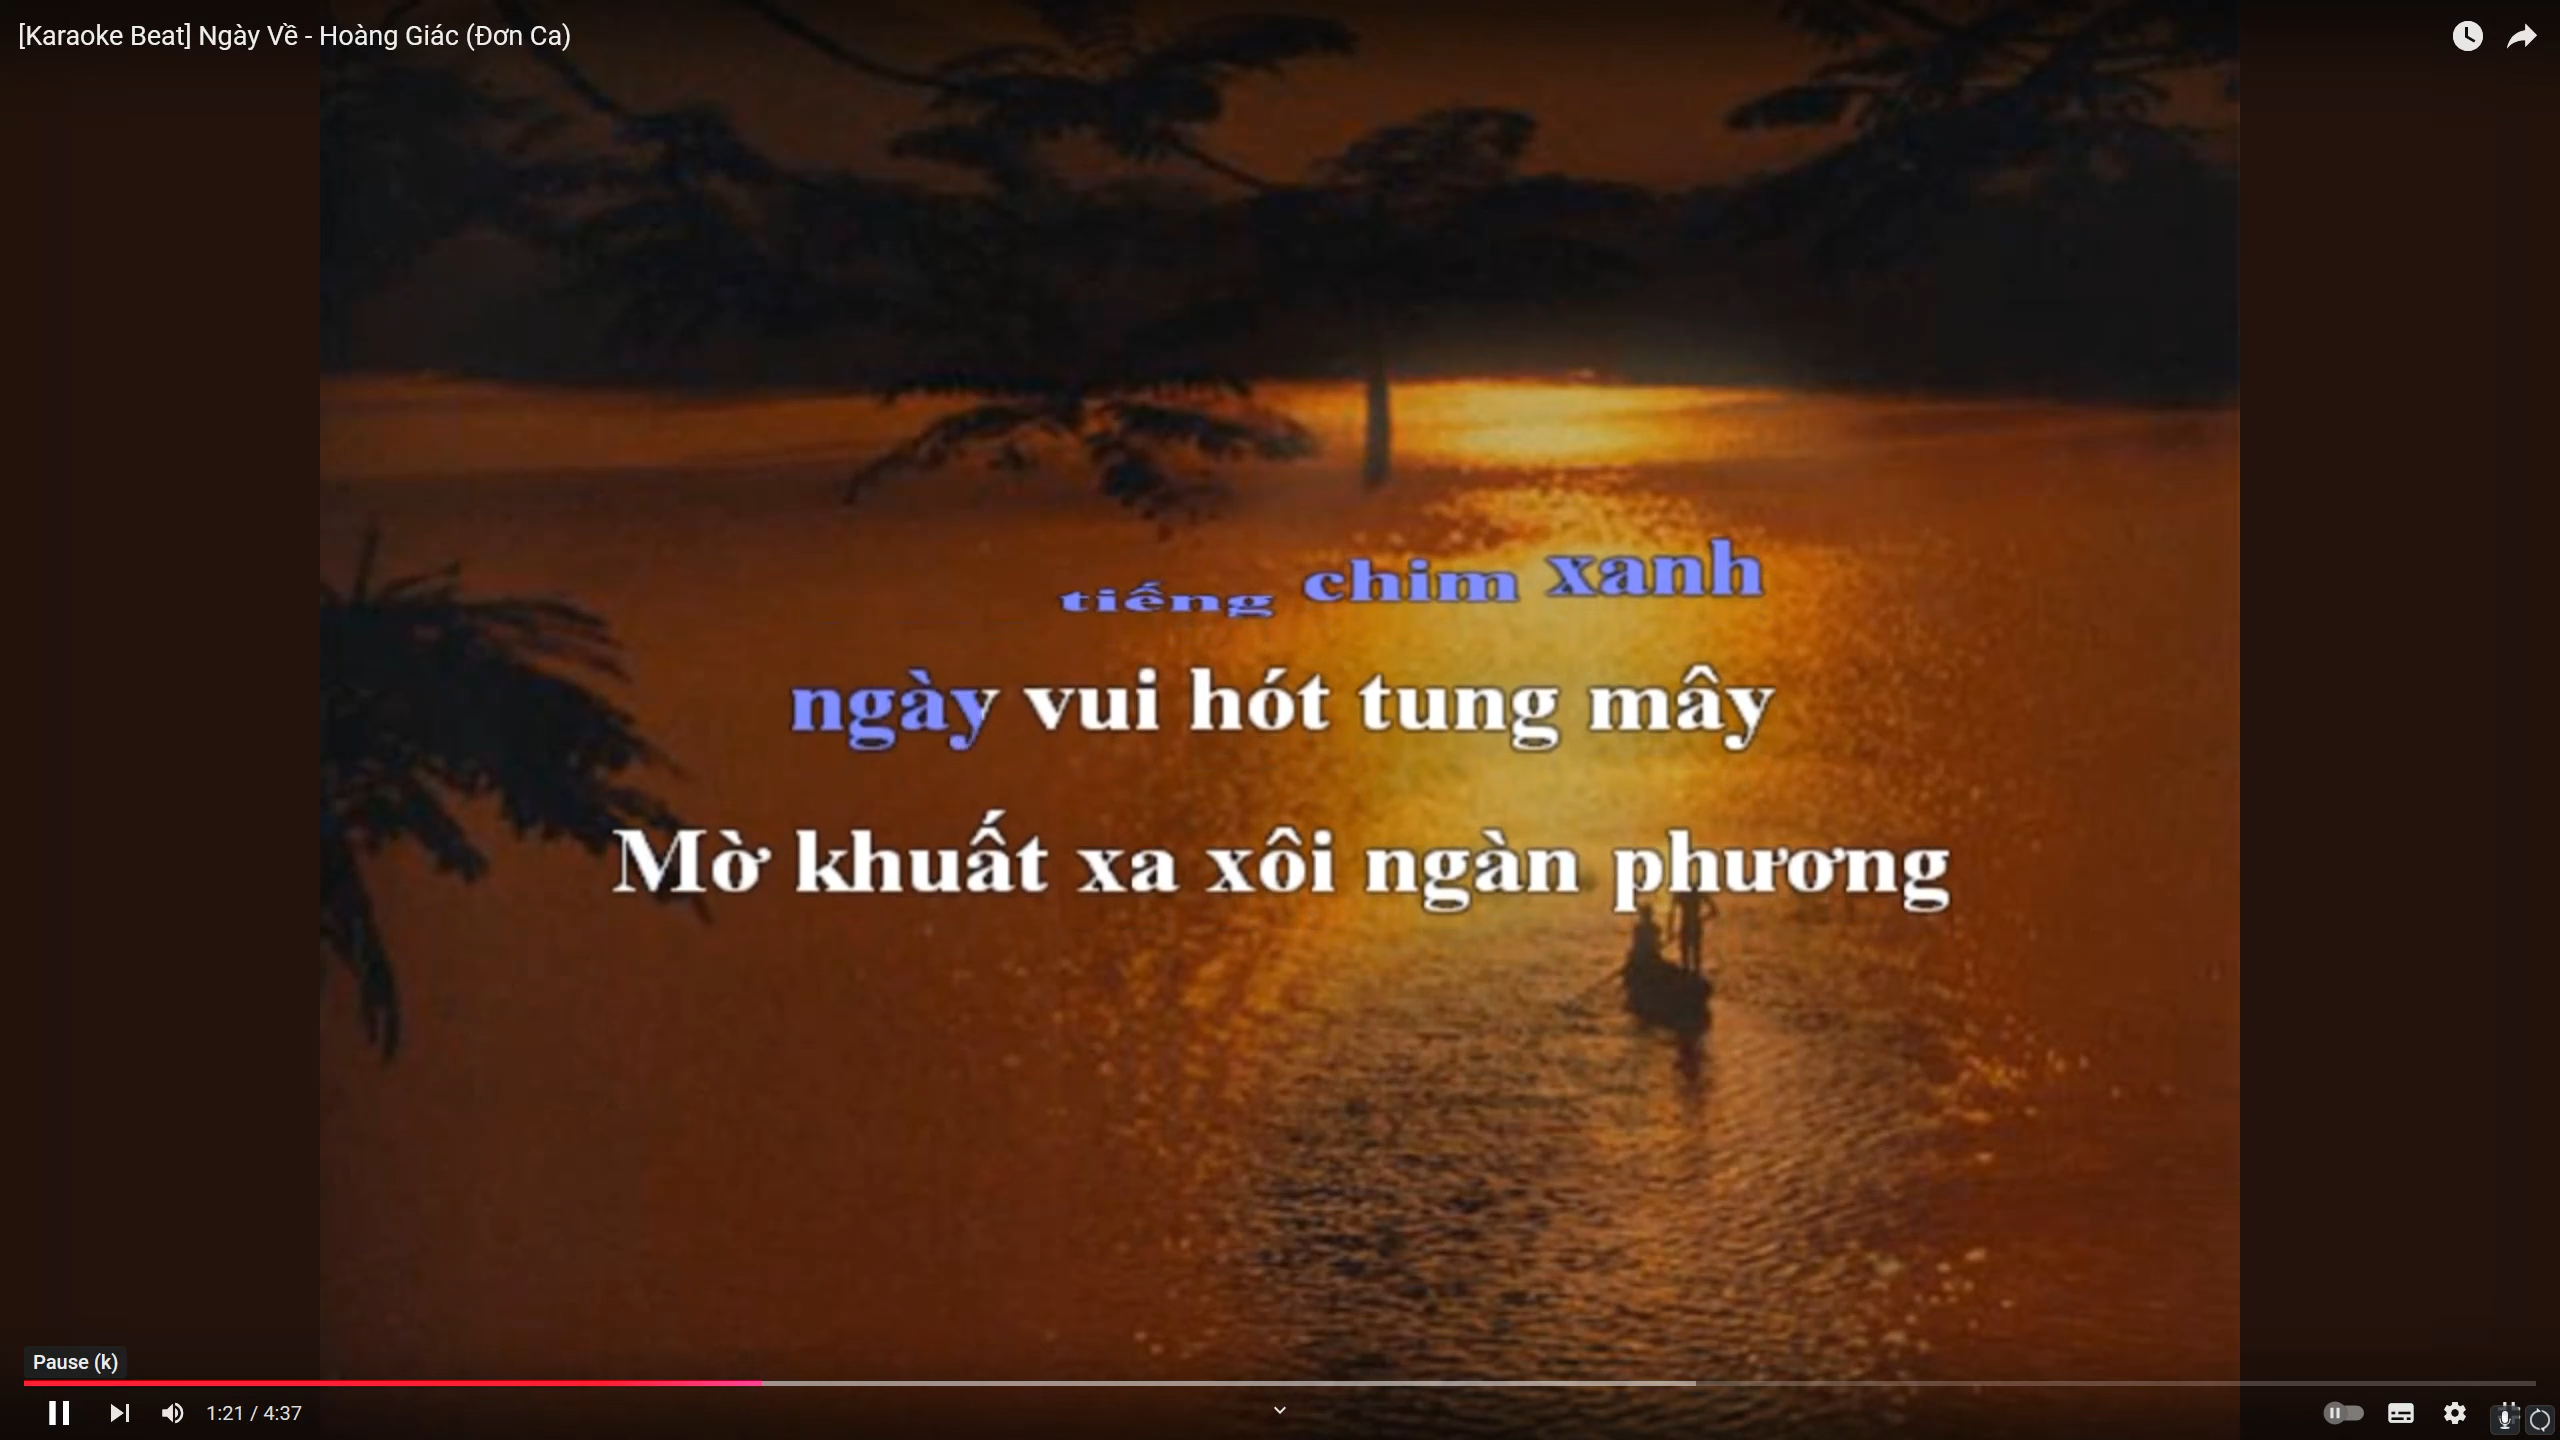 [Karaoke Beat] Ngày Về - Hoàng Giác (Đơn Ca)
tiếng chim xanh
ngày vui hót tung mây
Mờ khuất xa xôi ngàn phương
Pause (k)
1:21 / 4:37